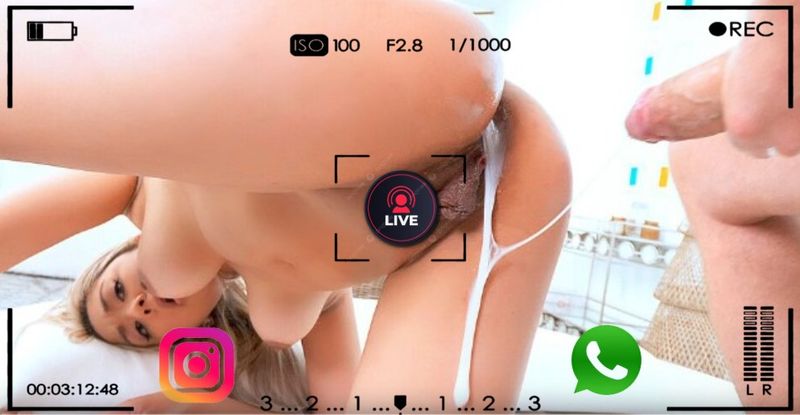 ISO 100 F2.8 1/1000
REC
LIVE
00:03:12:48
3 ... 2 ... 1 ... ... 1 ... 2 ... 3
L R